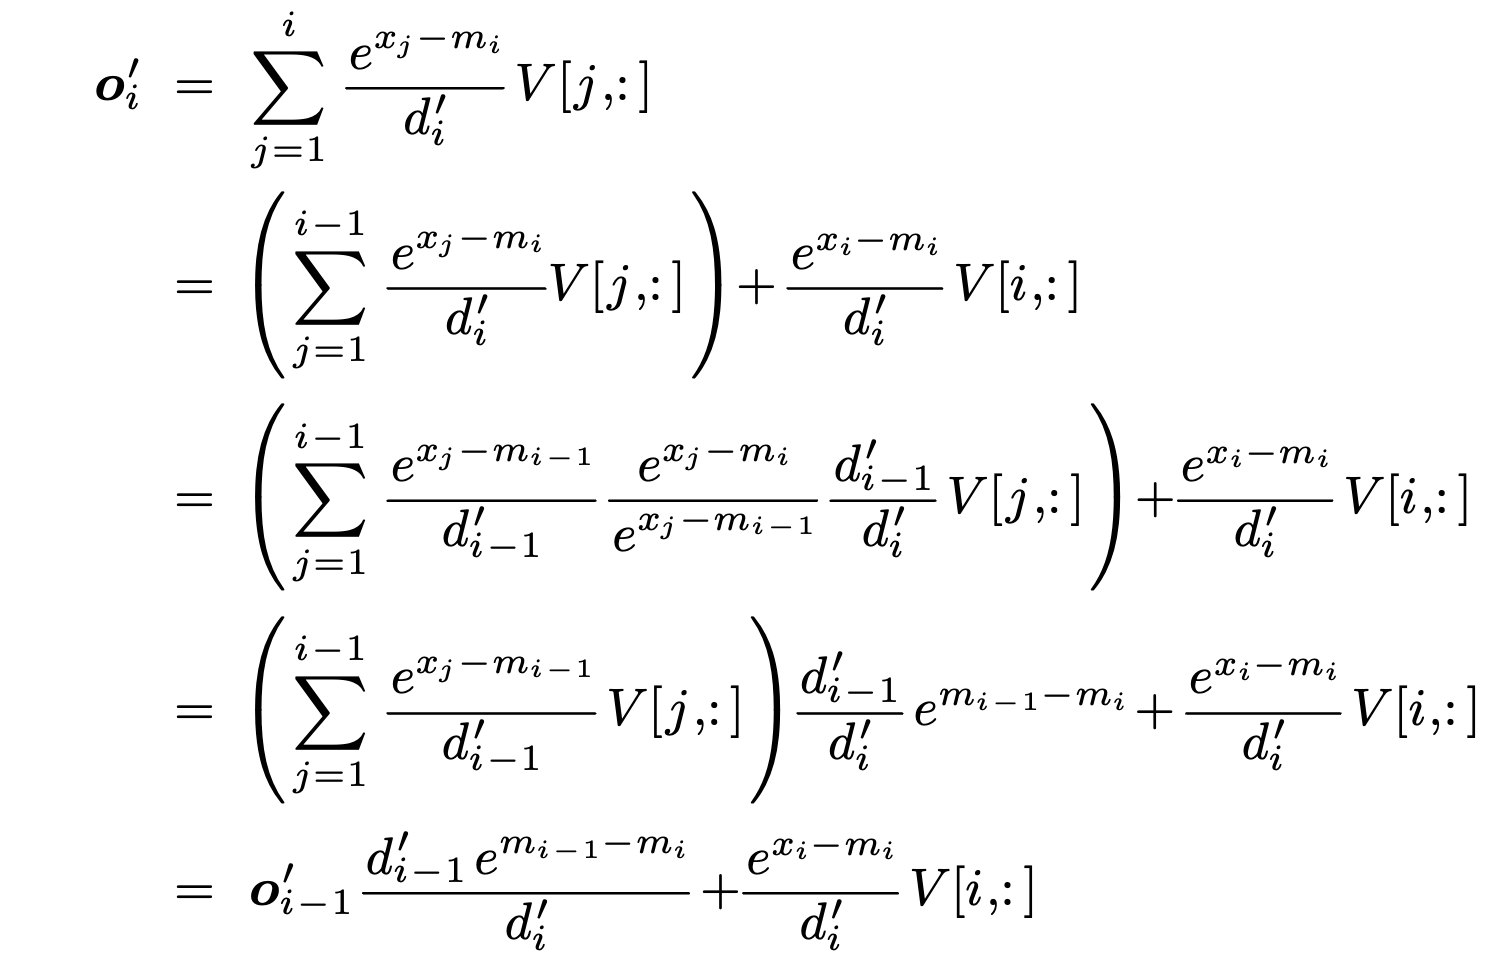 $\boldsymbol{o}'_i = \sum_{j=1}^{i} \frac{e^{x_j - m_i}}{d'_i} V[j,:]$
$= \left( \sum_{j=1}^{i-1} \frac{e^{x_j - m_i}}{d'_i} V[j,:] \right) + \frac{e^{x_i - m_i}}{d'_i} V[i,:]$
$= \left( \sum_{j=1}^{i-1} \frac{e^{x_j - m_{i-1}}}{d'_{i-1}} \frac{e^{x_j - m_i}}{e^{x_j - m_{i-1}}} \frac{d'_{i-1}}{d'_i} V[j,:] \right) + \frac{e^{x_i - m_i}}{d'_i} V[i,:]$
$= \left( \sum_{j=1}^{i-1} \frac{e^{x_j - m_{i-1}}}{d'_{i-1}} V[j,:] \right) \frac{d'_{i-1}}{d'_i} e^{m_{i-1} - m_i} + \frac{e^{x_i - m_i}}{d'_i} V[i,:]$
$= \boldsymbol{o}'_{i-1} \frac{d'_{i-1} e^{m_{i-1} - m_i}}{d'_i} + \frac{e^{x_i - m_i}}{d'_i} V[i,:]$